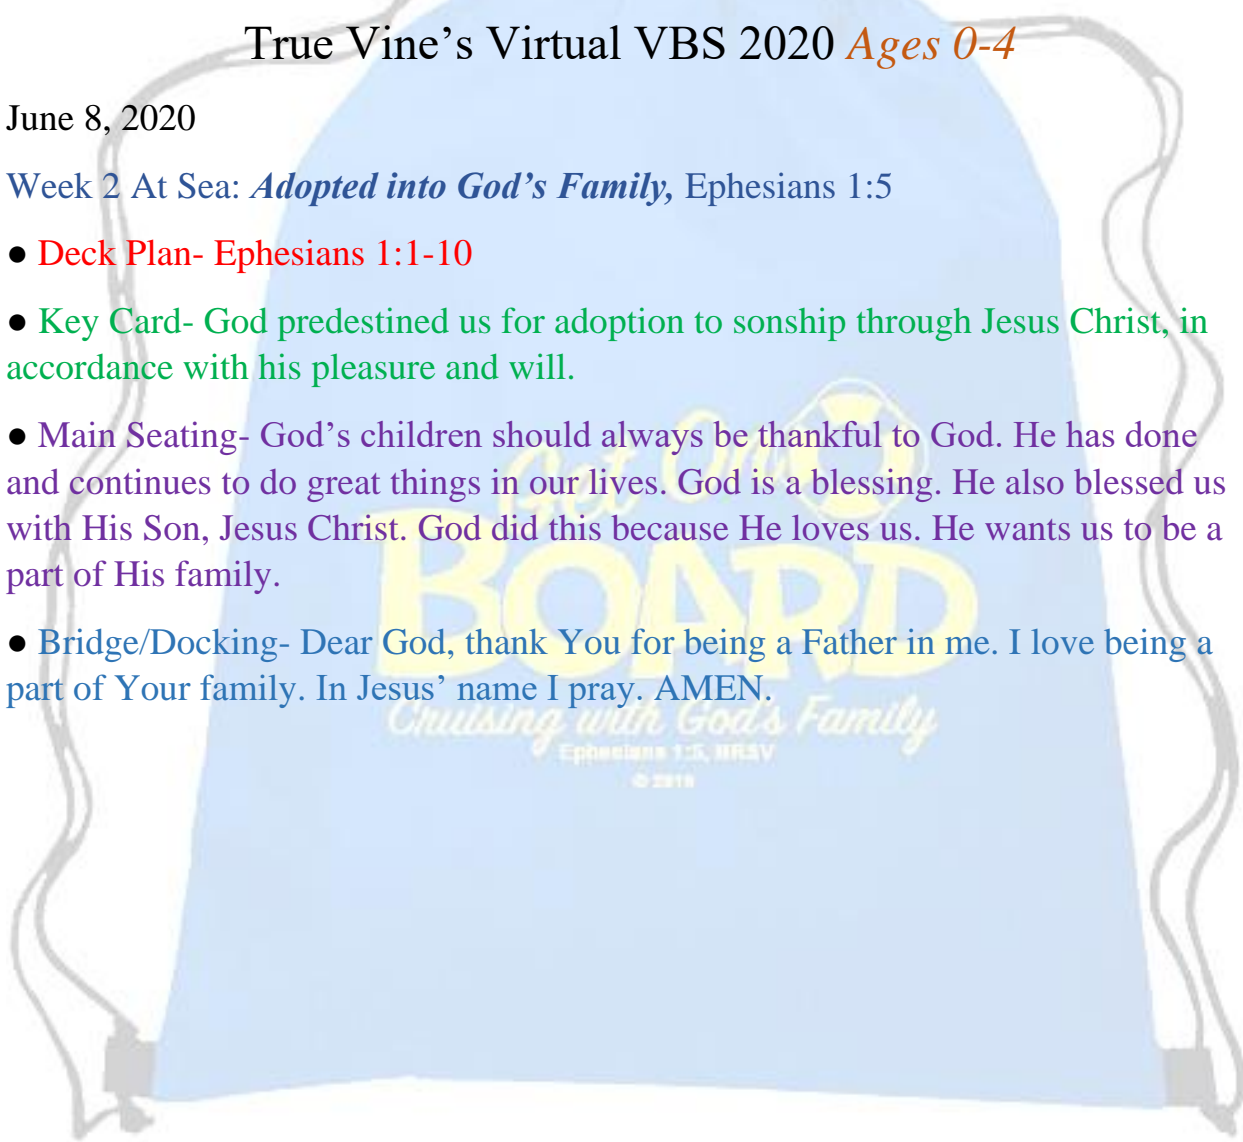 True Vine’s Virtual VBS 2020 Ages 0-4
June 8, 2020
Week 2 At Sea: Adopted into God’s Family, Ephesians 1:5
● Deck Plan- Ephesians 1:1-10
● Key Card- God predestined us for adoption to sonship through Jesus Christ, in
accordance with his pleasure and will.
● Main Seating- God’s children should always be thankful to God. He has done
and continues to do great things in our lives. God is a blessing. He also blessed us
with His Son, Jesus Christ. God did this because He loves us. He wants us to be a
part of His family.
● Bridge/Docking- Dear God, thank You for being a Father in me. I love being a
part of Your family. In Jesus’ name I pray. AMEN.
Get On
BOARD
Cruising with God's Family
Ephesians 1:5, NRSV